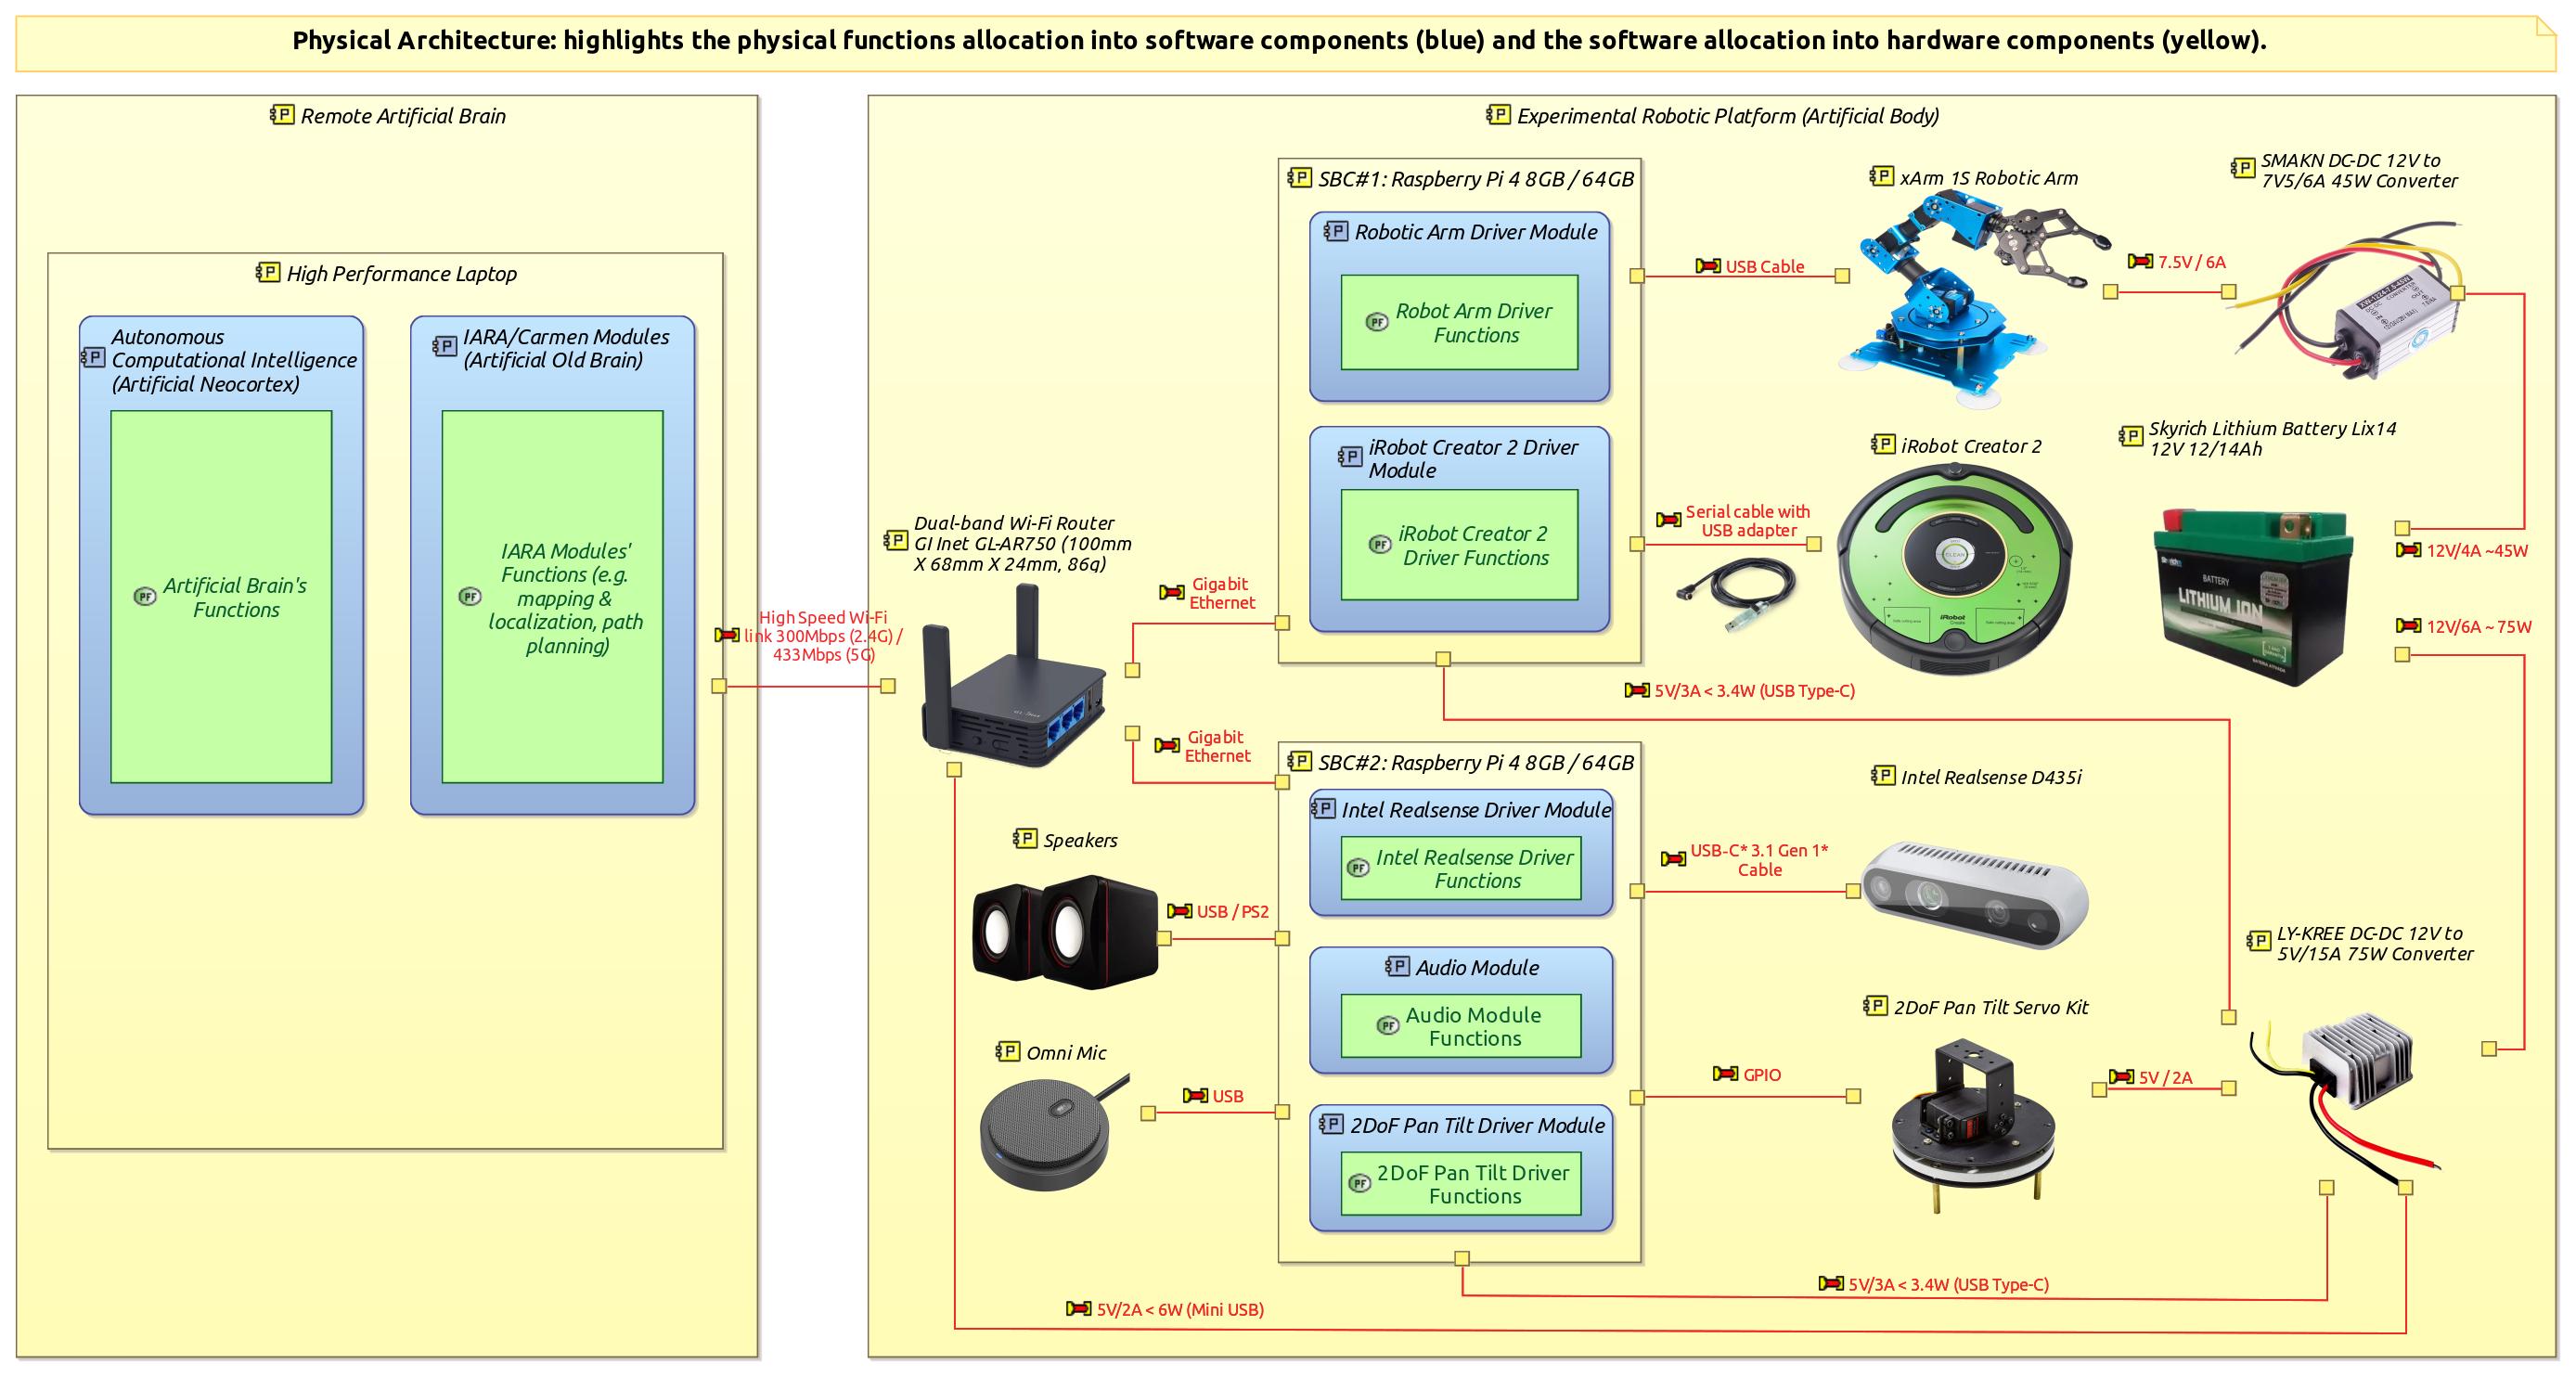 Physical Architecture: highlights the physical functions allocation into software components (blue) and the software allocation into hardware components (yellow).
Remote Artificial Brain
High Performance Laptop
Autonomous
Computational Intelligence
(Artificial Neocortex)
Artificial Brain's
Functions
IARA/Carmen Modules
(Artificial Old Brain)
IARA Modules'
Functions (e.g.
mapping &
localization, path
planning)
High Speed Wi-Fi
link 300Mbps (2.4G) /
433Mbps (5G)
Experimental Robotic Platform (Artificial Body)
Dual-band Wi-Fi Router
GI Inet GL-AR750 (100mm
X 68mm X 24mm, 86g)
Gigabit
Ethernet
Gigabit
Ethernet
SBC#1: Raspberry Pi 4 8GB / 64GB
Robotic Arm Driver Module
Robot Arm Driver
Functions
iRobot Creator 2 Driver
Module
iRobot Creator 2
Driver Functions
USB Cable
xArm 1S Robotic Arm
7.5V / 6A
SMAKN DC-DC 12V to
7V5/6A 45W Converter
Serial cable with
USB adapter
iRobot Creator 2
CLEAN
iRobot
Skyrich Lithium Battery Lix14
12V 12/14Ah
BATTERY
LITHIUM ION
12V/4A ~45W
12V/6A ~ 75W
5V/3A < 3.4W (USB Type-C)
SBC#2: Raspberry Pi 4 8GB / 64GB
Intel Realsense Driver Module
Intel Realsense Driver
Functions
Audio Module
Audio Module
Functions
2DoF Pan Tilt Driver Module
2DoF Pan Tilt Driver
Functions
Speakers
USB / PS2
Omni Mic
USB
USB-C* 3.1 Gen 1*
Cable
Intel Realsense D435i
GPIO
2DoF Pan Tilt Servo Kit
5V / 2A
LY-KREE DC-DC 12V to
5V/15A 75W Converter
5V/3A < 3.4W (USB Type-C)
5V/2A < 6W (Mini USB)